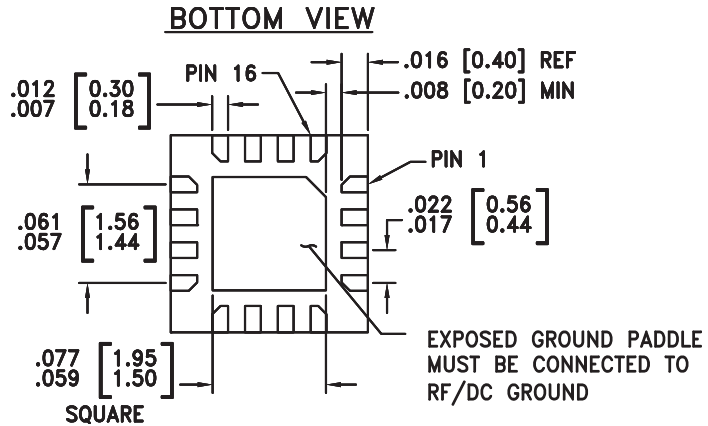 BOTTOM VIEW
.016 [0.40] REF
.008 [0.20] MIN
PIN 16
.012 [0.30]
.007 [0.18]
PIN 1
.022 [0.56]
.017 [0.44]
.061 [1.56]
.057 [1.44]
.077 [1.95]
.059 [1.50]
SQUARE
EXPOSED GROUND PADDLE
MUST BE CONNECTED TO
RF/DC GROUND